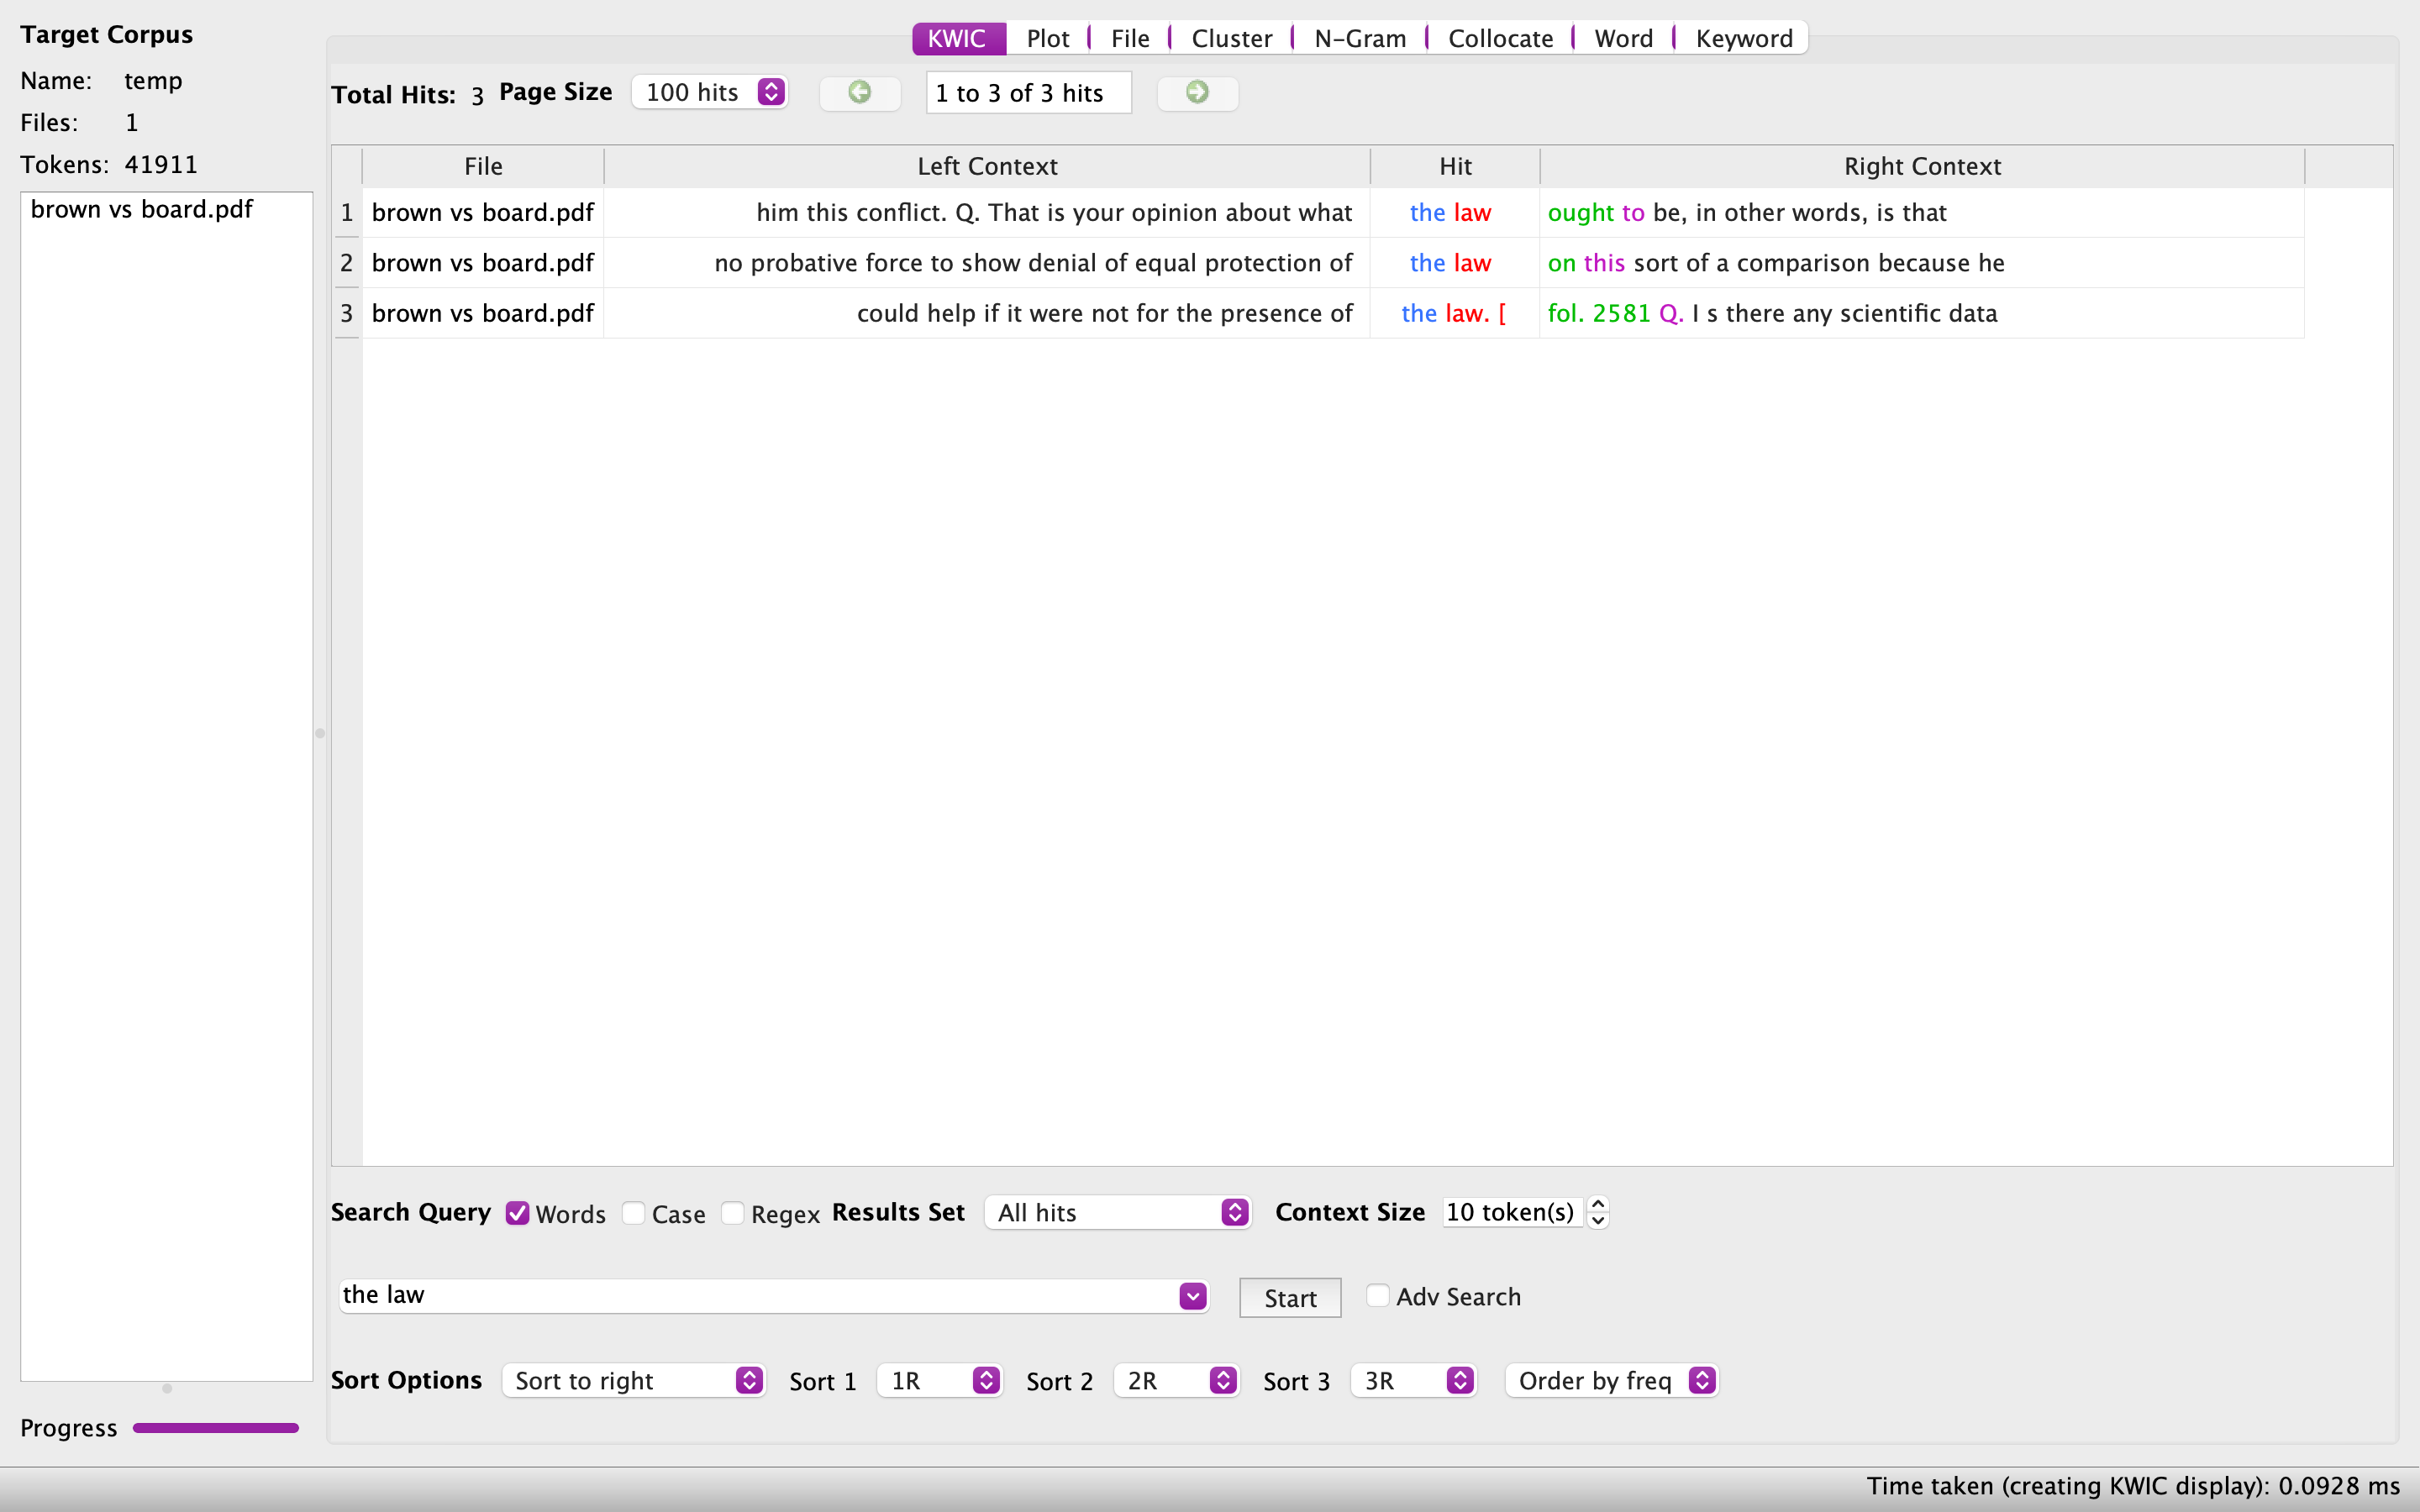 Target Corpus
Name: temp
Files: 1
Tokens: 41911
brown vs board.pdf
Progress
KWIC Plot File Cluster N-Gram Collocate Word Keyword
Total Hits: 3 Page Size 100 hits 1 to 3 of 3 hits
File Left Context Hit Right Context
1 brown vs board.pdf him this conflict. Q. That is your opinion about what the law ought to be, in other words, is that
2 brown vs board.pdf no probative force to show denial of equal protection of the law on this sort of a comparison because he
3 brown vs board.pdf could help if it were not for the presence of the law. [ fol. 2581 Q. I s there any scientific data
Search Query Words Case Regex Results Set All hits Context Size 10 token(s)
the law Start Adv Search
Sort Options Sort to right Sort 1 1R Sort 2 2R Sort 3 3R Order by freq
Time taken (creating KWIC display): 0.0928 ms